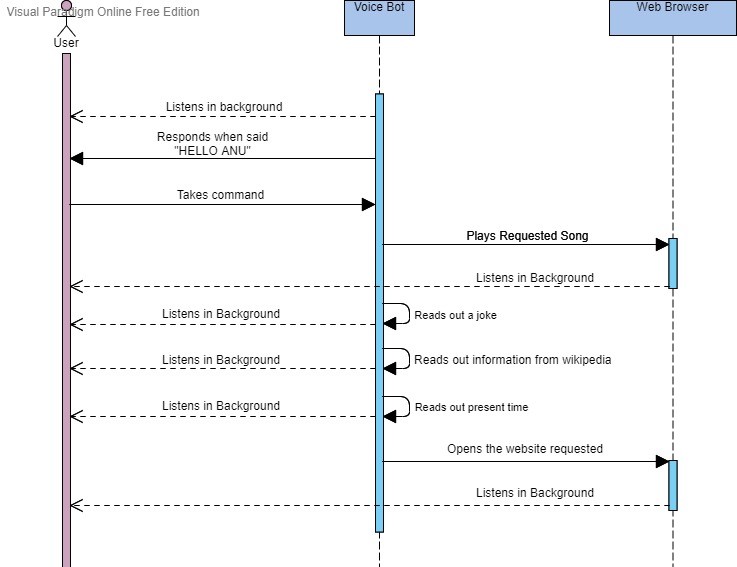 Visual Paradigm Online Free Edition
Voice Bot
Web Browser
User
Listens in background
Responds when said
"HELLO ANU"
Takes command
Plays Requested Song
Listens in Background
Listens in Background
Reads out a joke
Listens in Background
Reads out information from wikipedia
Listens in Background
Reads out present time
Opens the website requested
Listens in Background